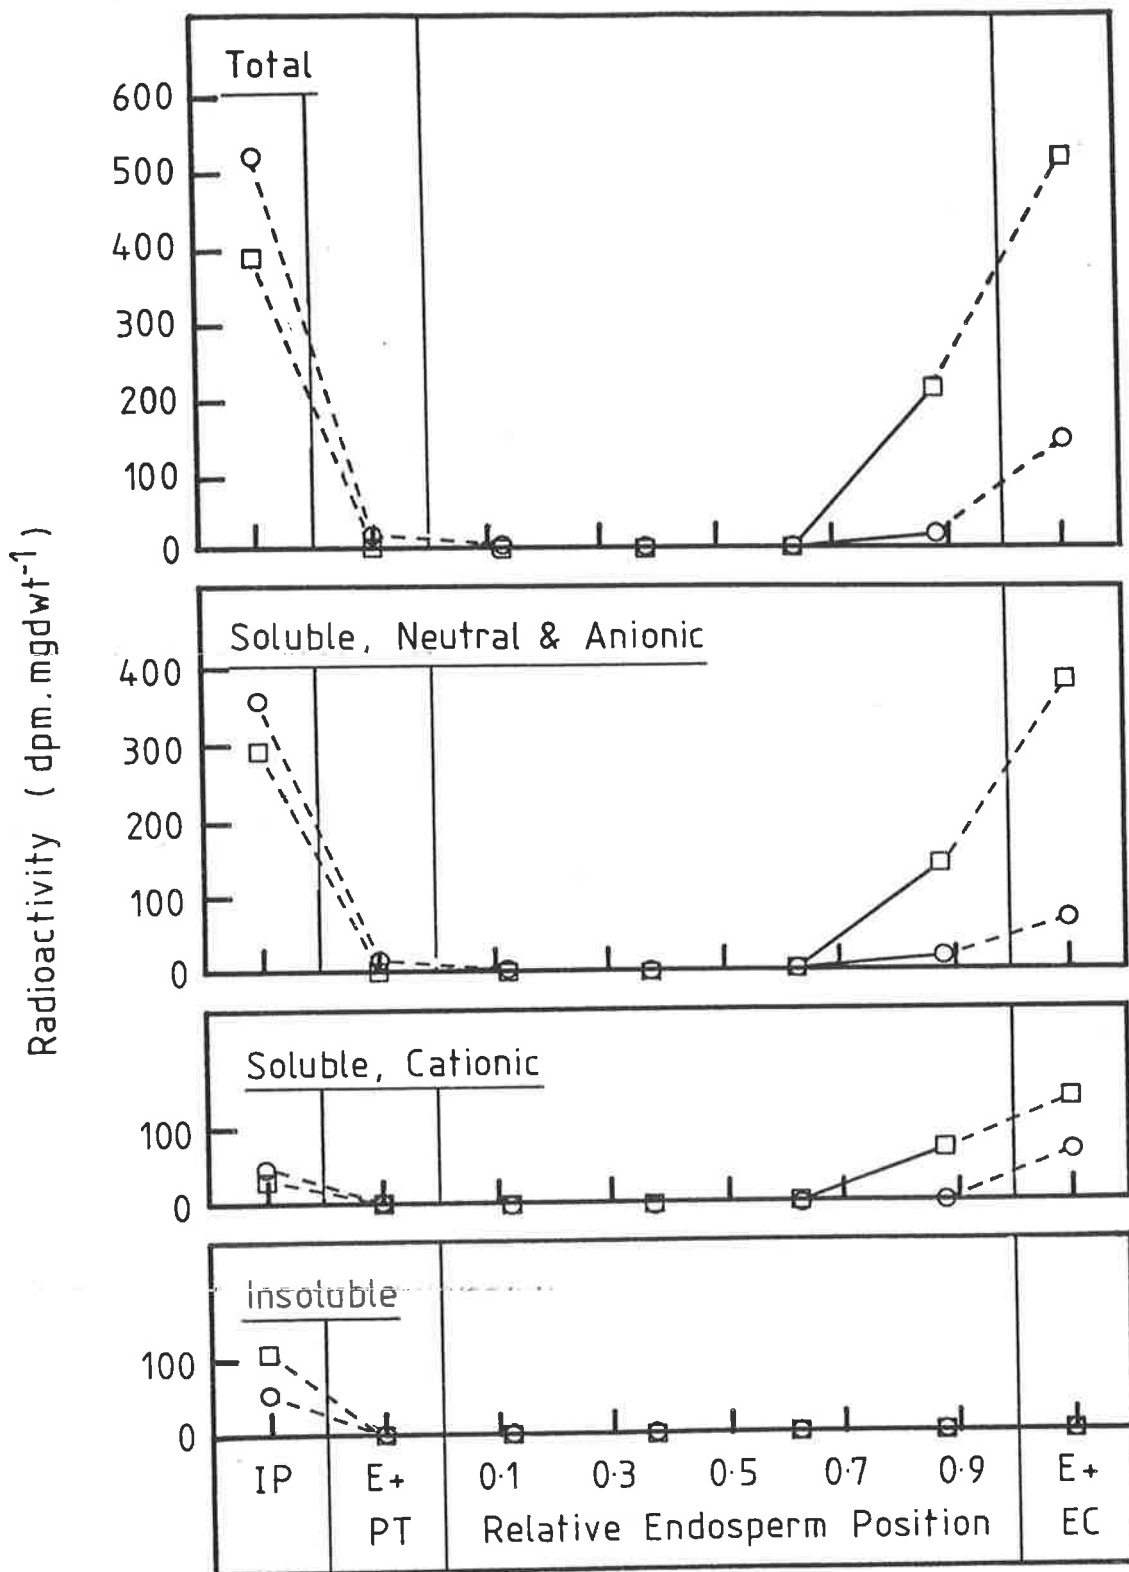 Total
600
500
400
300
200
100
0
Soluble, Neutral & Anionic
400
300
200
100
0
Soluble, Cationic
100
0
Insoluble
100
0
IP E+ 0·1 0·3 0·5 0·7 0·9 E+
PT Relative Endosperm Position EC
Radioactivity (dpm.mgdwt⁻¹)